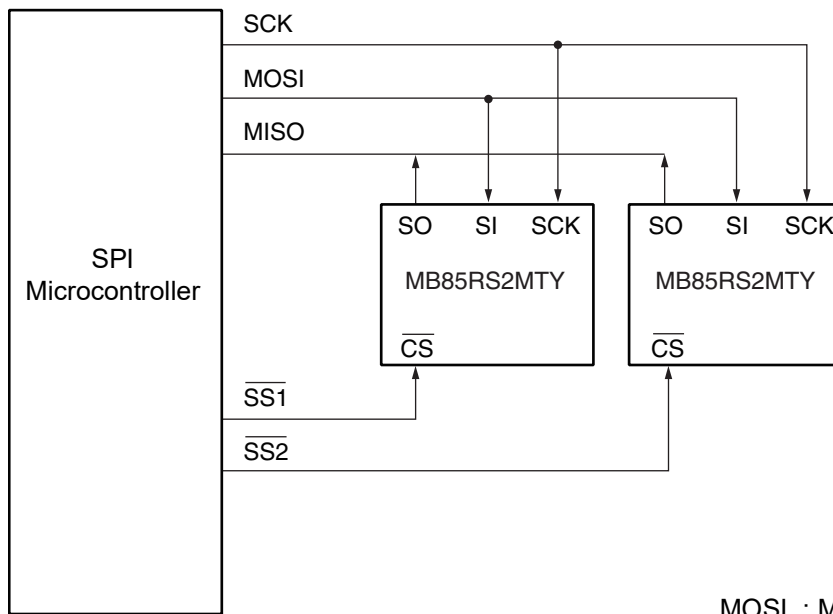 SCK
MOSI
MISO
SO SI SCK
SO SI SCK
SPI
Microcontroller
MB85RS2MTY
MB85RS2MTY
CS
CS
SS1
SS2
MOSI : M